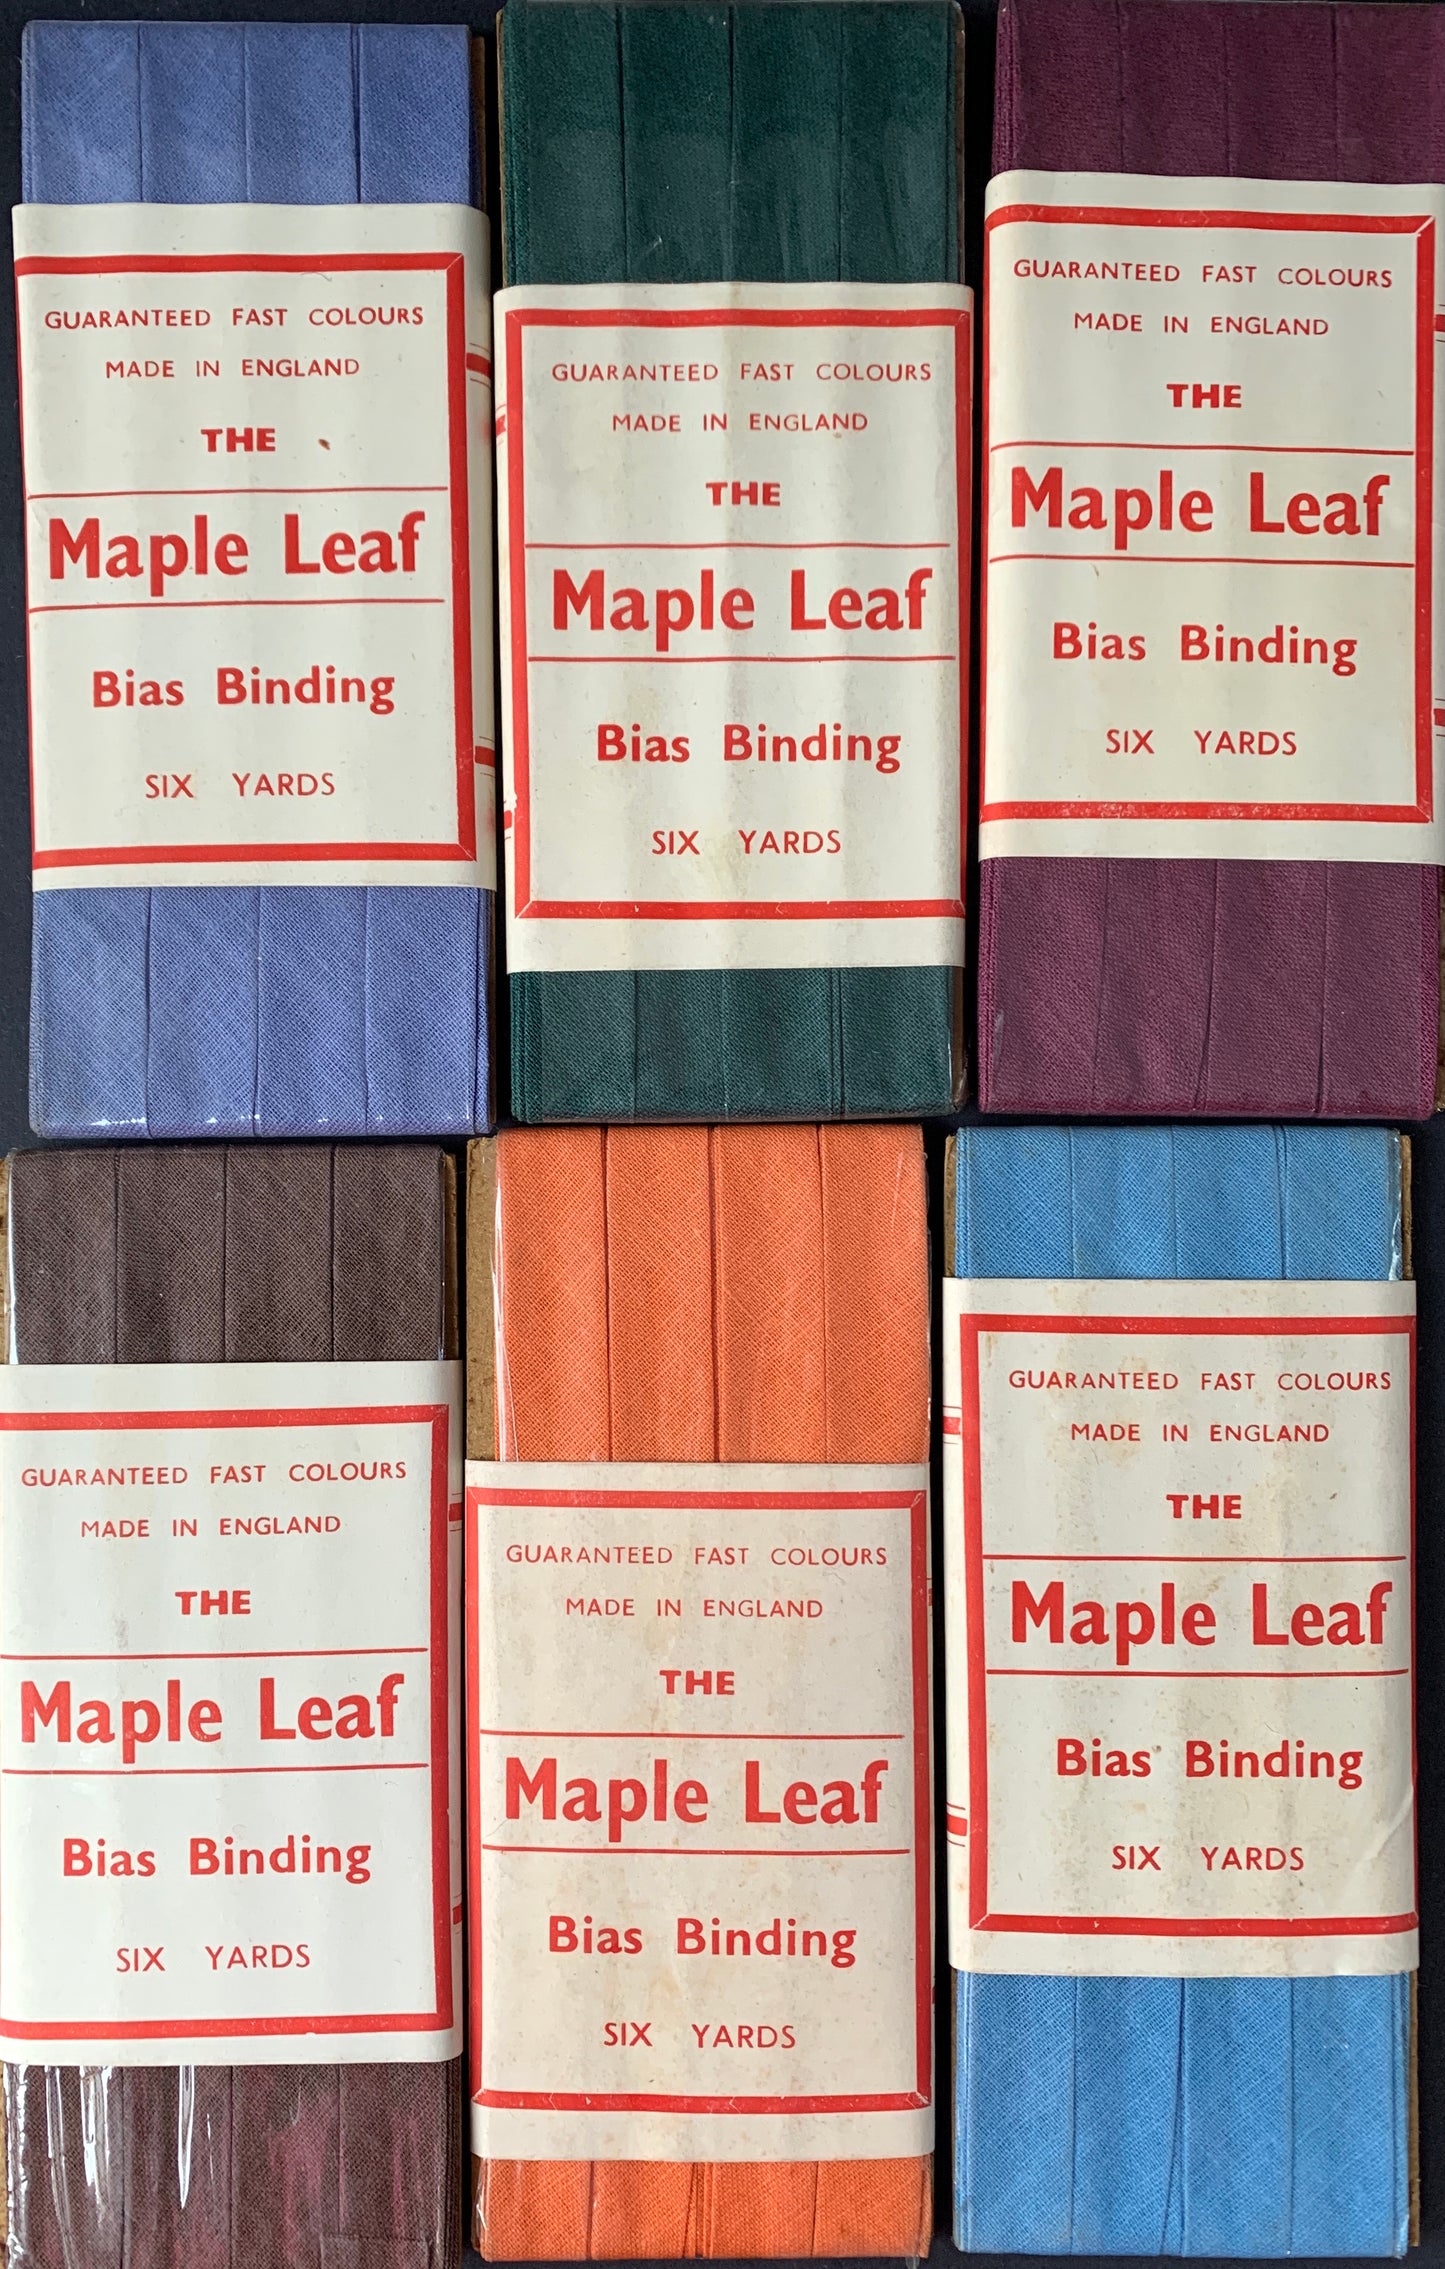 GUARANTEED FAST COLOURS
MADE IN ENGLAND
THE
Maple Leaf
Bias Binding
SIX YARDS
GUARANTEED FAST COLOURS
MADE IN ENGLAND
THE
Maple Leaf
Bias Binding
SIX YARDS
GUARANTEED FAST COLOURS
MADE IN ENGLAND
THE
Maple Leaf
Bias Binding
SIX YARDS
GUARANTEED FAST COLOURS
MADE IN ENGLAND
THE
Maple Leaf
Bias Binding
SIX YARDS
GUARANTEED FAST COLOURS
MADE IN ENGLAND
THE
Maple Leaf
Bias Binding
SIX YARDS
GUARANTEED FAST COLOURS
MADE IN ENGLAND
THE
Maple Leaf
Bias Binding
SIX YARDS